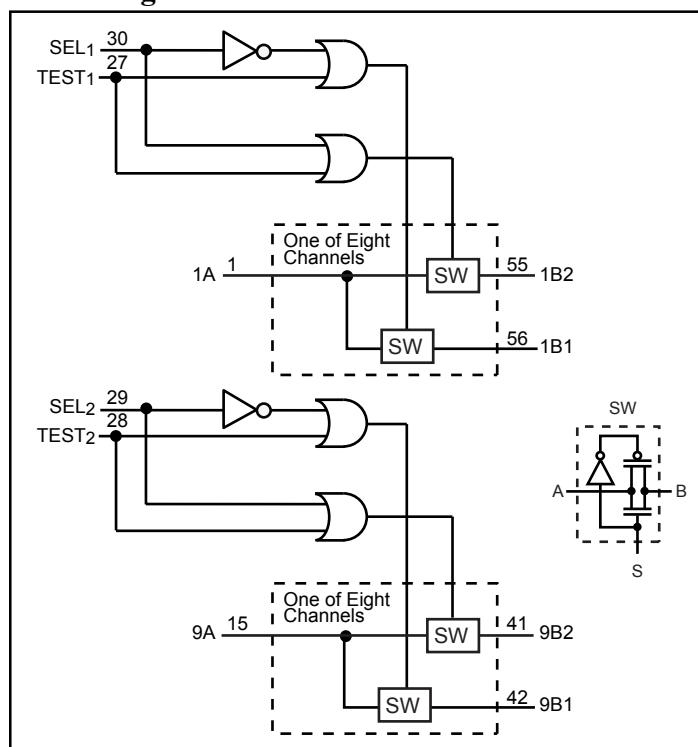 SEL1 30
TEST1 27
One of Eight
Channels
1A 1 SW 55 1B2
SW 56 1B1
SEL2 29
TEST2 28
SW
A B
S
One of Eight
Channels
9A 15 SW 41 9B2
SW 42 9B1